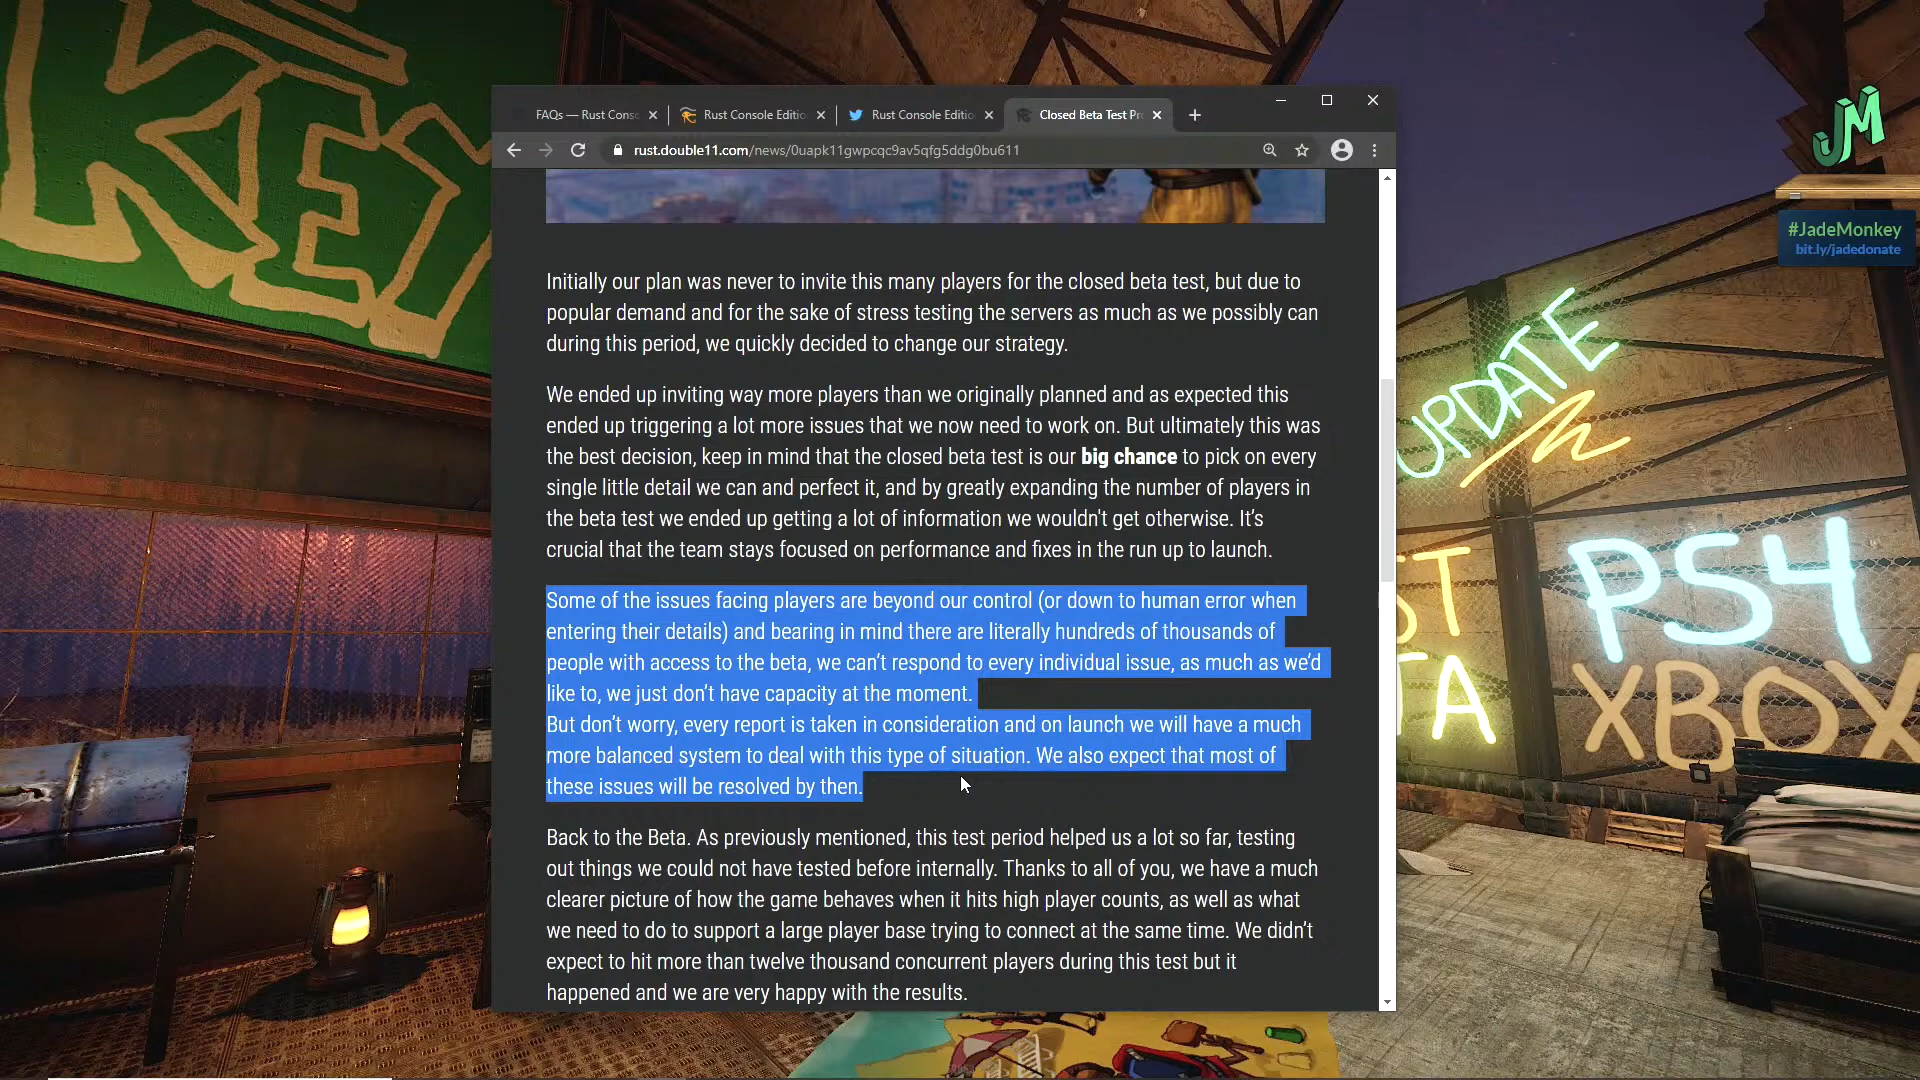 KEY
FAQs — Rust Cons
Rust Console Editio
Rust Console Editio
Closed Beta Test Pr
rust.double11.com/news/0uapk11gwpcqc9av5qfg5ddg0bu611
JM
#JadeMonkey
bit.ly/jadedonate
Initially our plan was never to invite this many players for the closed beta test, but due to
popular demand and for the sake of stress testing the servers as much as we possibly can
during this period, we quickly decided to change our strategy.
We ended up inviting way more players than we originally planned and as expected this
ended up triggering a lot more issues that we now need to work on. But ultimately this was
the best decision, keep in mind that the closed beta test is our big chance to pick on every
single little detail we can and perfect it, and by greatly expanding the number of players in
the beta test we ended up getting a lot of information we wouldn't get otherwise. It’s
crucial that the team stays focused on performance and fixes in the run up to launch.
Some of the issues facing players are beyond our control (or down to human error when
entering their details) and bearing in mind there are literally hundreds of thousands of
people with access to the beta, we can’t respond to every individual issue, as much as we’d
like to, we just don’t have capacity at the moment.
But don’t worry, every report is taken in consideration and on launch we will have a much
more balanced system to deal with this type of situation. We also expect that most of
these issues will be resolved by then.
Back to the Beta. As previously mentioned, this test period helped us a lot so far, testing
out things we could not have tested before internally. Thanks to all of you, we have a much
clearer picture of how the game behaves when it hits high player counts, as well as what
we need to do to support a large player base trying to connect at the same time. We didn’t
expect to hit more than twelve thousand concurrent players during this test but it
happened and we are very happy with the results.
UPDATE
ST
TA
PS4
XBOX